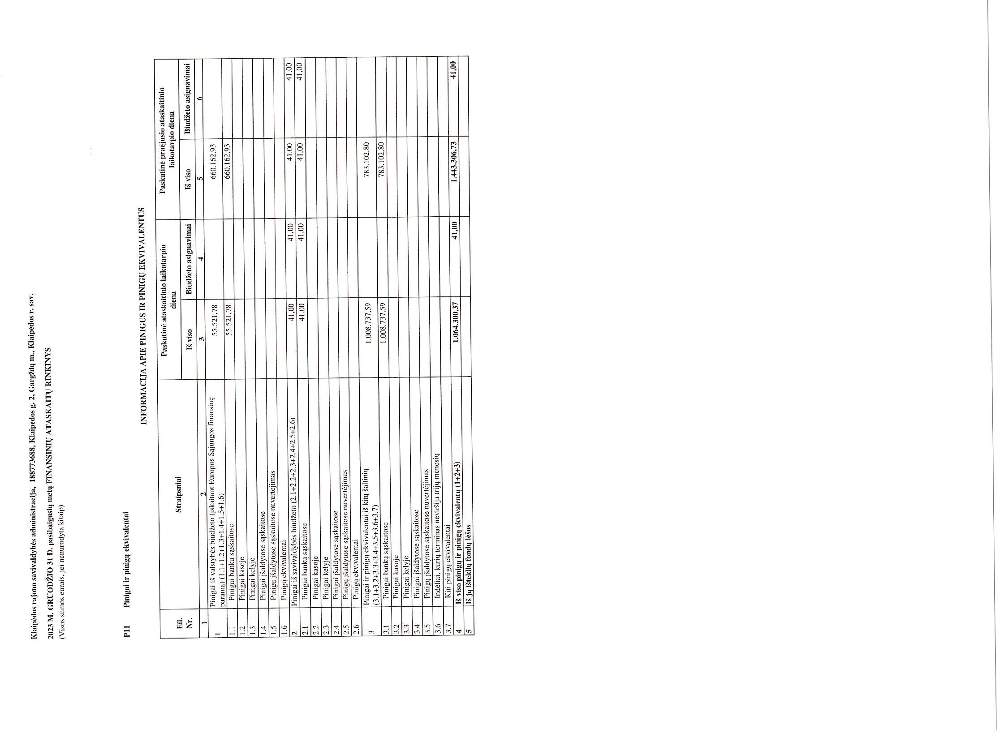 Klaipėdos rajono savivaldybės administracija, 188773688, Klaipėdos g. 2, Gargždų m., Klaipėdos r. sav.
2023 M. GRUODŽIO 31 D. pasibaigusių metų FINANSINIŲ ATASKAITŲ RINKINYS
(Visos sumos eurais, jei nenurodyta kitaip)
P11 Pinigai ir pinigų ekvivalentai
INFORMACIJA APIE PINIGUS IR PINIGŲ EKVIVALENTUS
Eil. Nr. Straipsniai Paskutinė ataskaitinio laikotarpio diena Paskutinė praėjusio ataskaitinio laikotarpio diena
Iš viso Biudžeto asignavimai Iš viso Biudžeto asignavimai
1 2 3 4 5 6
1 Pinigai iš valstybės biudžeto (įskaitant Europos Sąjungos finansinę 55.521,78 660.162,93
paramą) (1.1+1.2+1.3+1.4+1.5+1.6)
1.1 Pinigai bankų sąskaitose 55.521,78 660.162,93
1.2 Pinigai kasoje
1.3 Pinigai kelyje
1.4 Pinigai įšaldytose sąskaitose
1.5 Pinigų įšaldytose sąskaitose nuvertėjimas
1.6 Pinigų ekvivalentai
2 Pinigai iš savivaldybės biudžeto (2.1+2.2+2.3+2.4+2.5+2.6) 41,00 41,00 41,00 41,00
2.1 Pinigai bankų sąskaitose 41,00 41,00 41,00 41,00
2.2 Pinigai kasoje
2.3 Pinigai kelyje
2.4 Pinigai įšaldytose sąskaitose
2.5 Pinigų įšaldytose sąskaitose nuvertėjimas
2.6 Pinigų ekvivalentai
3 Pinigai ir pinigų ekvivalentai iš kitų šaltinių 1.008.737,59 783.102,80
(3.1+3.2+3.3+3.4+3.5+3.6+3.7)
3.1 Pinigai bankų sąskaitose 1.008.737,59 783.102,80
3.2 Pinigai kasoje
3.3 Pinigai kelyje
3.4 Pinigai įšaldytose sąskaitose
3.5 Pinigų įšaldytose sąskaitose nuvertėjimas
3.6 Indėliai, kurių terminas neviršija trijų mėnesių
3.7 Kiti pinigų ekvivalentai
4 Iš viso pinigų ir pinigų ekvivalentų (1+2+3) 1.064.300,37 41,00 1.443.306,73 41,00
5 Iš jų išteklių fondų lėšos